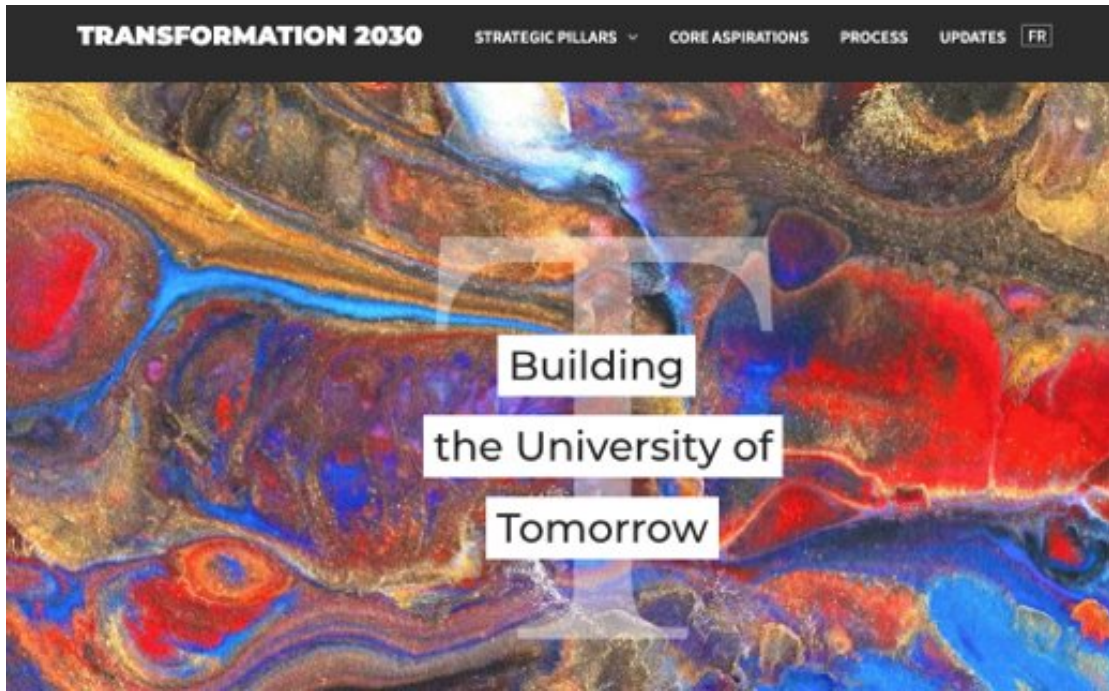 TRANSFORMATION 2030 STRATEGIC PILLARS CORE ASPIRATIONS PROCESS UPDATES FR
T
Building
the University of
Tomorrow